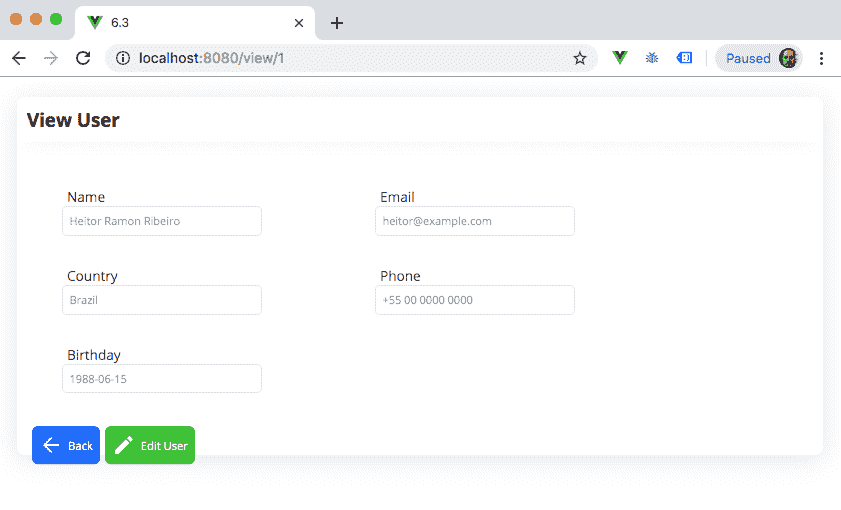 6.3
localhost:8080/view/1
Paused
View User
Name
Email
Heitor Ramon Ribeiro
heitor@example.com
Country
Phone
Brazil
+55 00 0000 0000
Birthday
1988-06-15
Back
Edit User